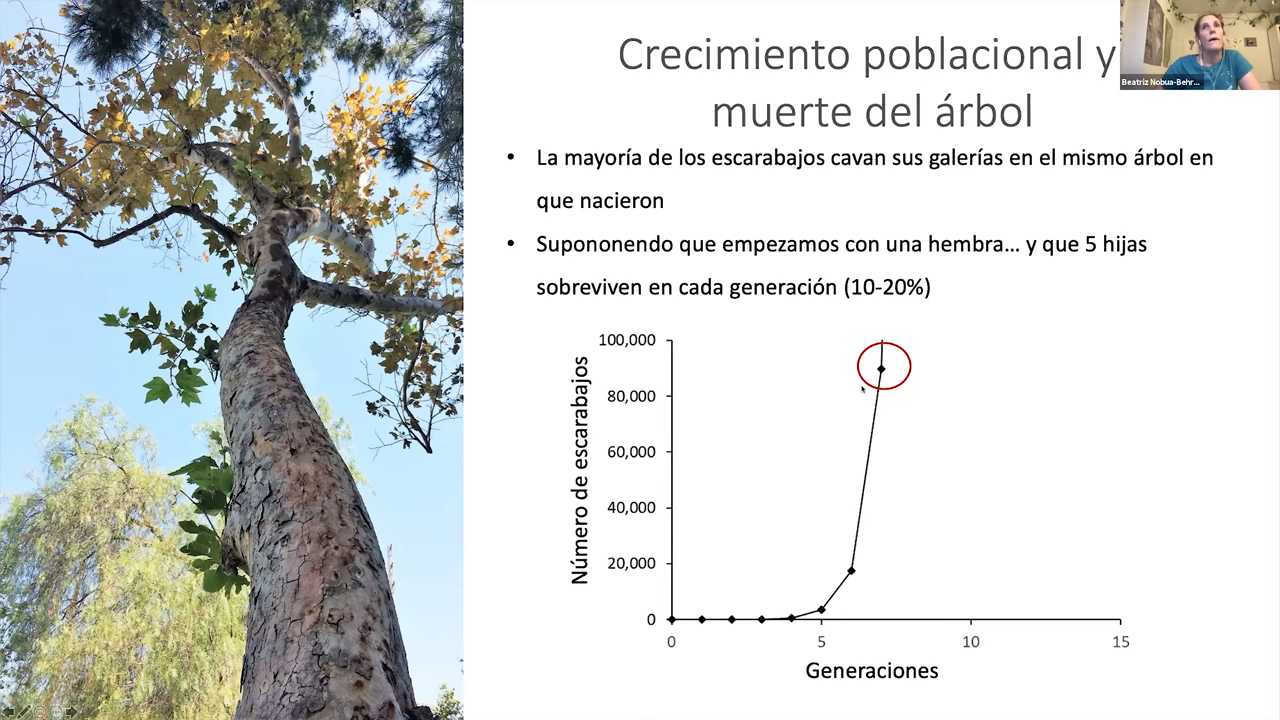 Crecimiento poblacional y
muerte del árbol
Beatriz Nobua-Behr...
• La mayoría de los escarabajos cavan sus galerías en el mismo árbol en
que nacieron
• Supononendo que empezamos con una hembra... y que 5 hijas
sobreviven en cada generación (10-20%)
Número de escarabajos
100,000
80,000
60,000
40,000
20,000
0
0 5 10 15
Generaciones